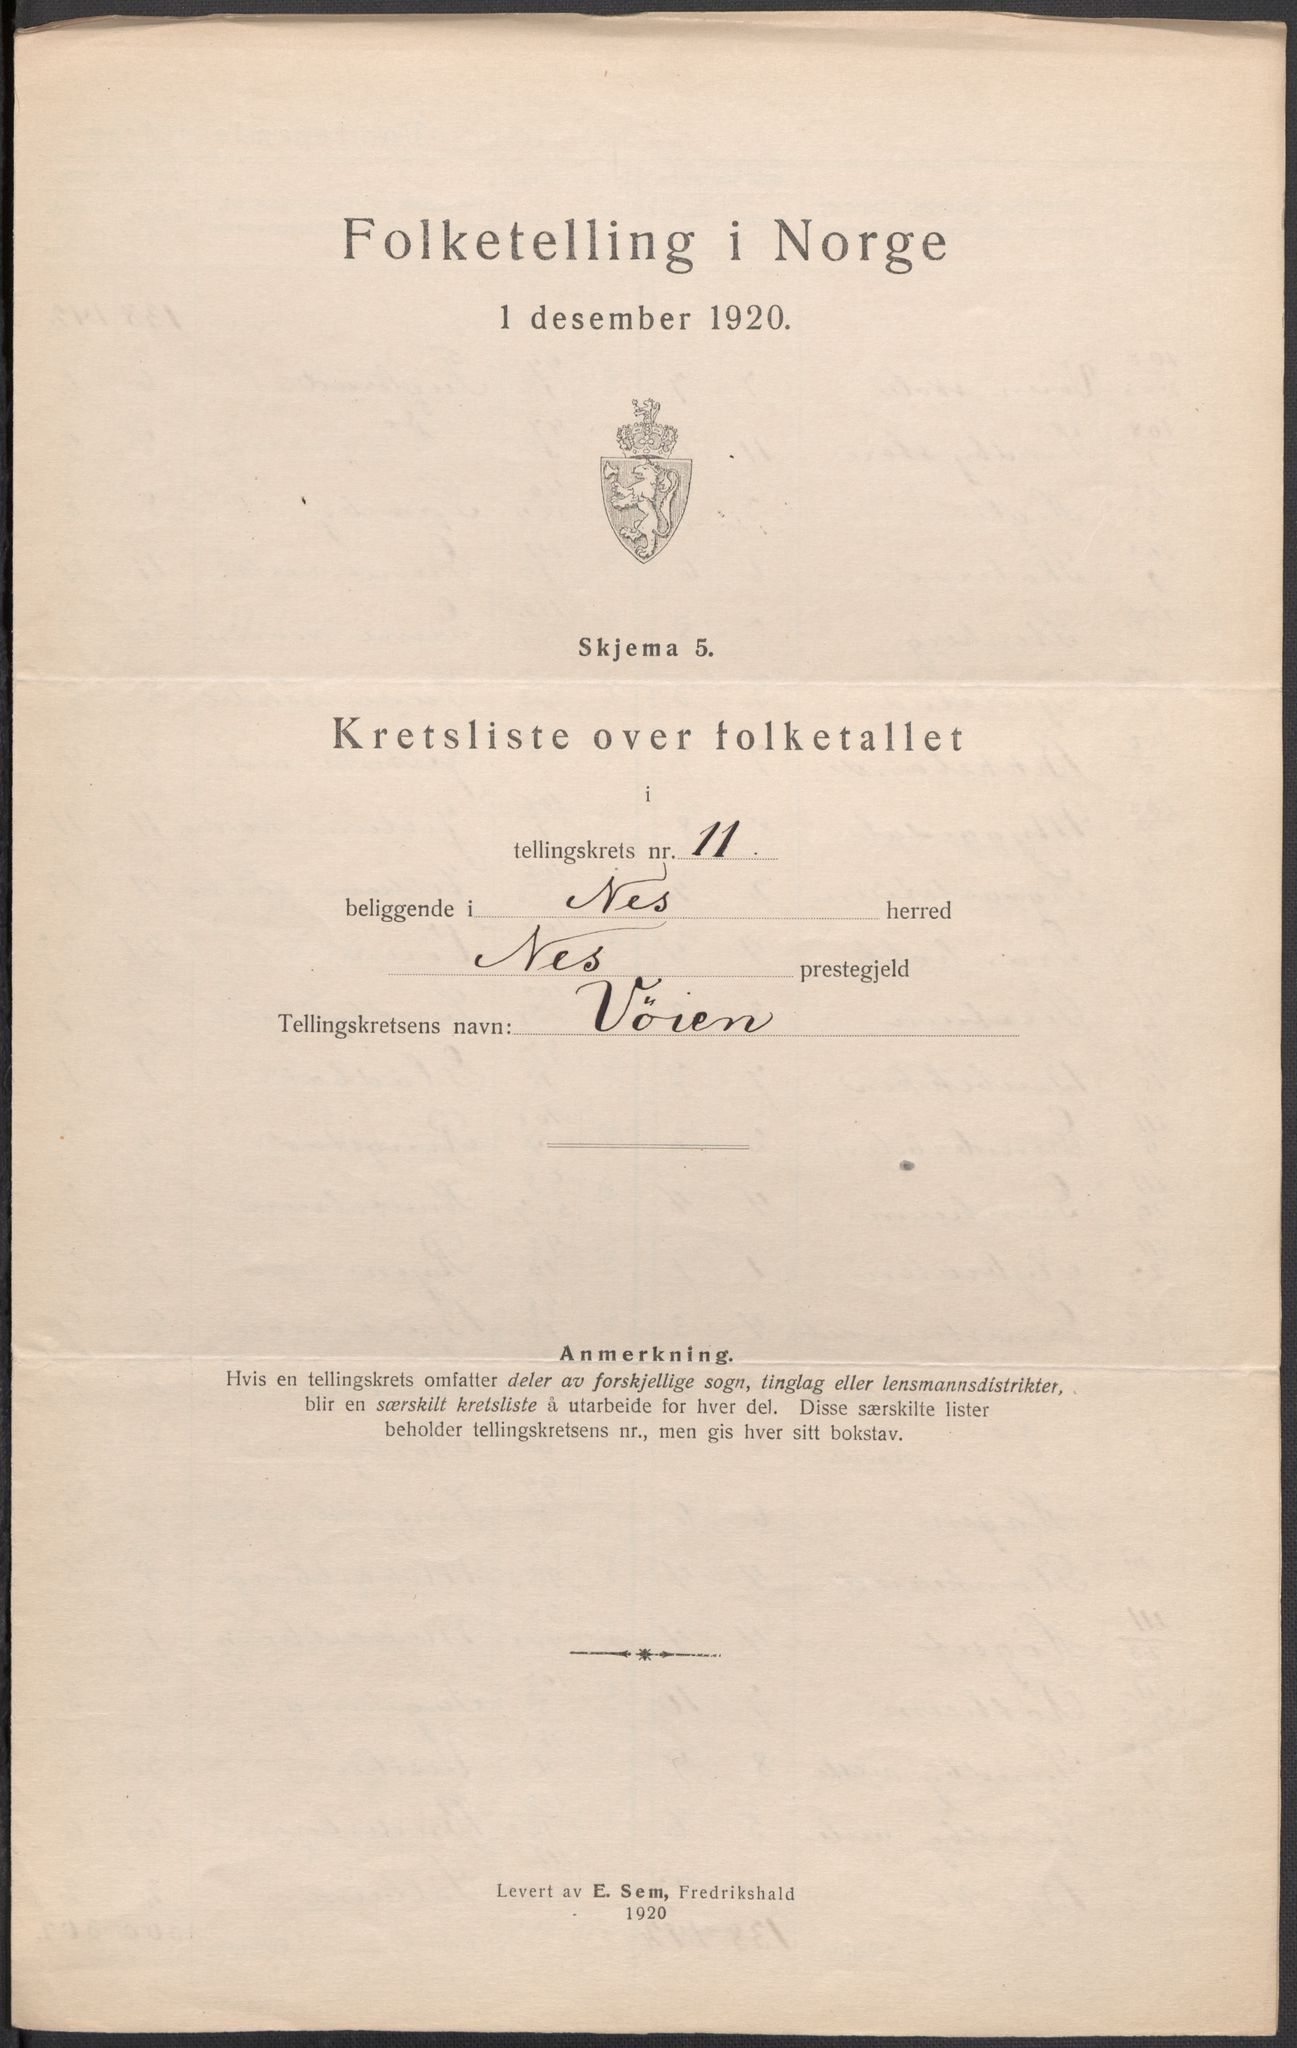 Folketelling i Norge
1 desember 1920.
Skjema 5.
Kretsliste over folketallet
i
tellingskrets nr. 11.
beliggende i Nes herred
Nes prestegjeld
Tellingskretsens navn: Vöien
Anmerkning.
Hvis en tellingskrets omfatter deler av forskjellige sogn, tinglag eller lensmannsdistrikter,
blir en særskilt kretsliste å utarbeide for hver del. Disse særskilte lister
beholder tellingskretsens nr., men gis hver sitt bokstav.
Levert av E. Sem, Fredrikshald
1920